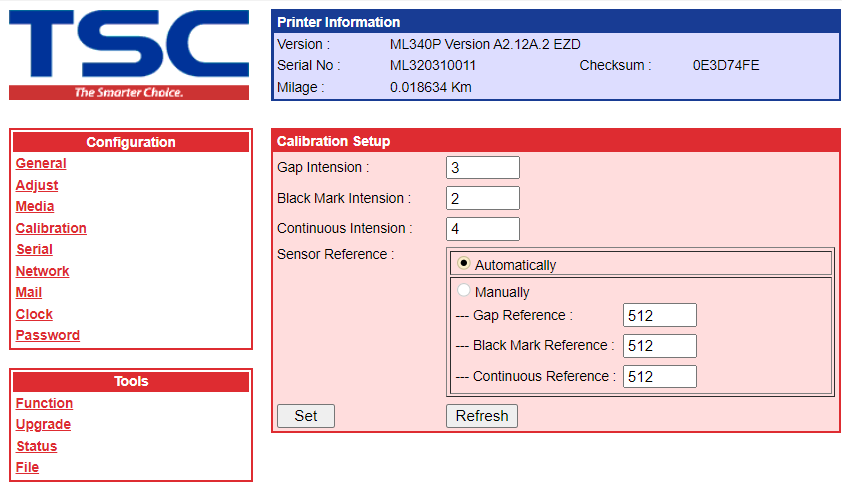 TSC
The Smarter Choice.
Printer Information
Version : ML340P Version A2.12A.2 EZD
Serial No : ML320310011 Checksum : 0E3D74FE
Milage : 0.018634 Km
Configuration
General
Adjust
Media
Calibration
Serial
Network
Mail
Clock
Password
Tools
Function
Upgrade
Status
File
Calibration Setup
Gap Intension : 3
Black Mark Intension : 2
Continuous Intension : 4
Sensor Reference :
Automatically
Manually
--- Gap Reference : 512
--- Black Mark Reference : 512
--- Continuous Reference : 512
Set Refresh